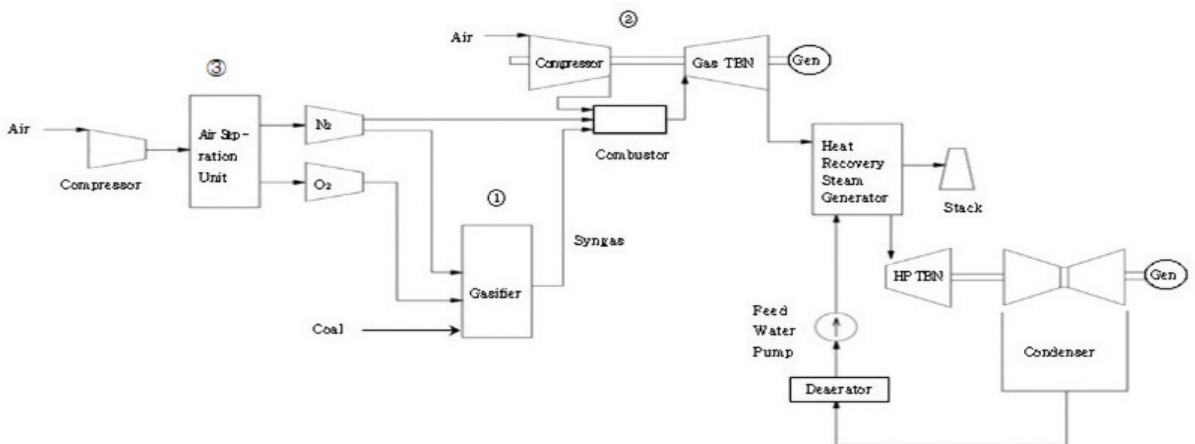 ②
Air
Compressor
Gas TBN
Gen
③
Air
Compressor
Air Sep-
ration
Unit
N₂
O₂
Combustor
Heat
Recovery
Steam
Generator
Stack
①
Syngas
Gasifier
Coal
HP TBN
Gen
Feed
Water
Pump
Condenser
Deaerator